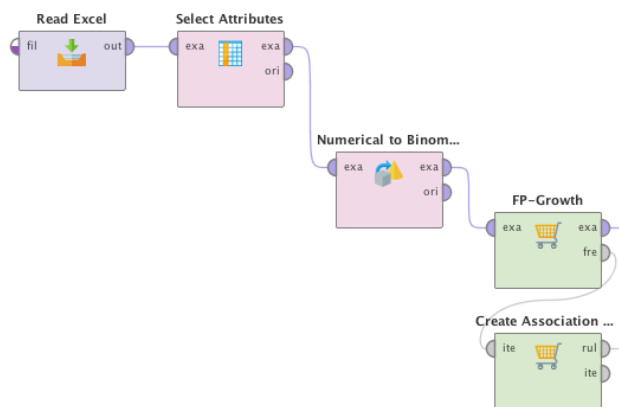 Read Excel
fil out
Select Attributes
exa exa
ori
Numerical to Binom...
exa exa
ori
FP-Growth
exa exa
fre
Create Association ...
ite rul
ite